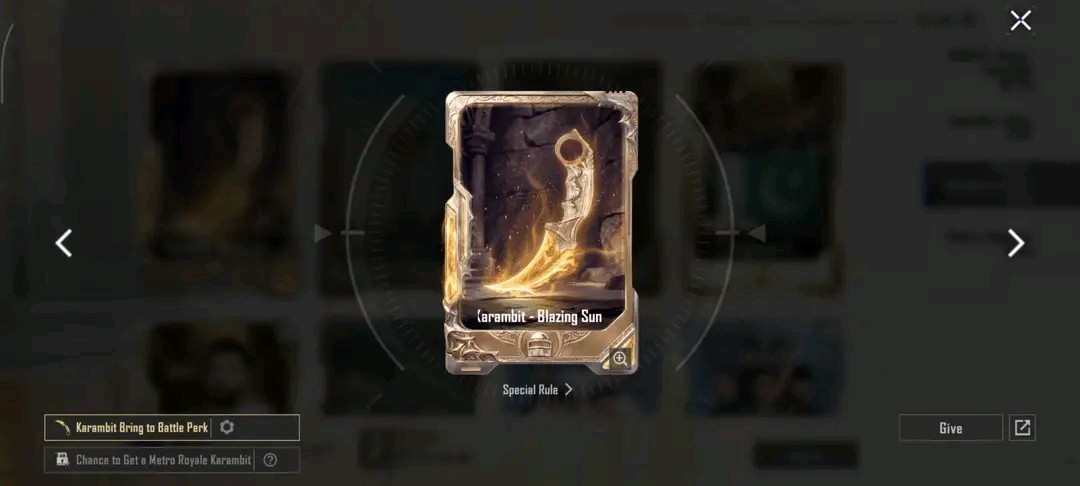 Karambit - Blazing Sun
Special Rule
Karambit Bring to Battle Perk
Chance to Get a Metro Royale Karambit
Give